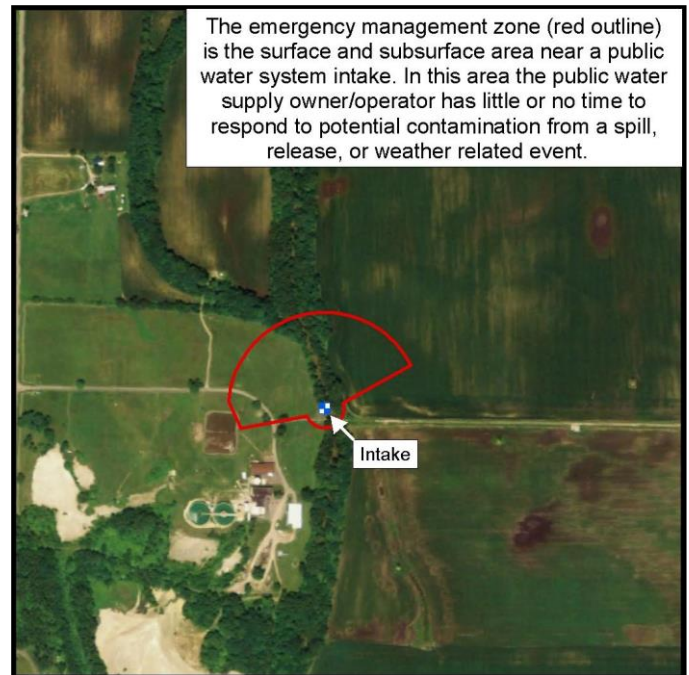 The emergency management zone (red outline)
is the surface and subsurface area near a public
water system intake. In this area the public water
supply owner/operator has little or no time to
respond to potential contamination from a spill,
release, or weather related event.
Intake